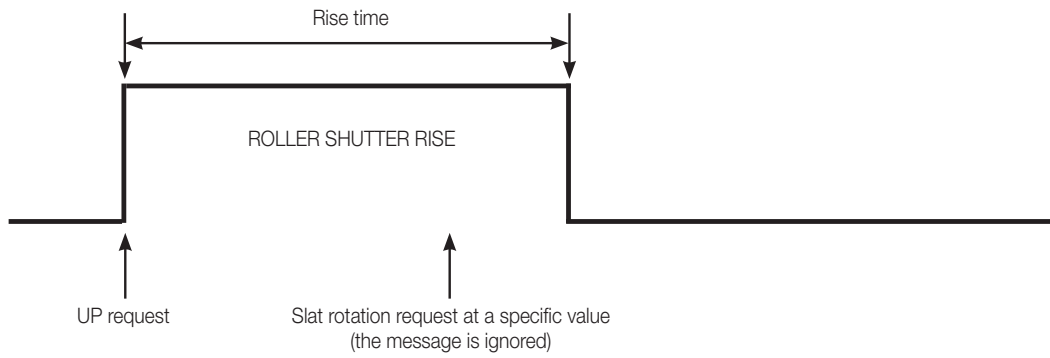 Rise time
ROLLER SHUTTER RISE
UP request
Slat rotation request at a specific value
(the message is ignored)